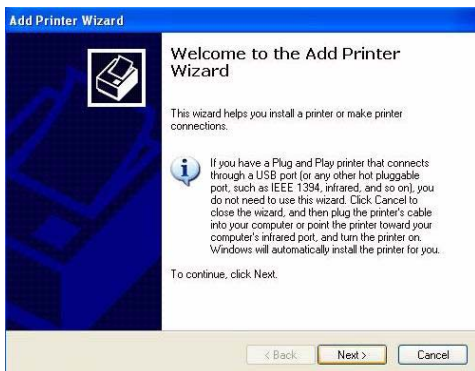 Add Printer Wizard
Welcome to the Add Printer
Wizard
This wizard helps you install a printer or make printer
connections.
If you have a Plug and Play printer that connects
through a USB port (or any other hot pluggable
port, such as IEEE 1394, infrared, and so on), you
do not need to use this wizard. Click Cancel to
close the wizard, and then plug the printer's cable
into your computer or point the printer toward your
computer's infrared port, and turn the printer on.
Windows will automatically install the printer for you.
To continue, click Next.
< Back
Next >
Cancel